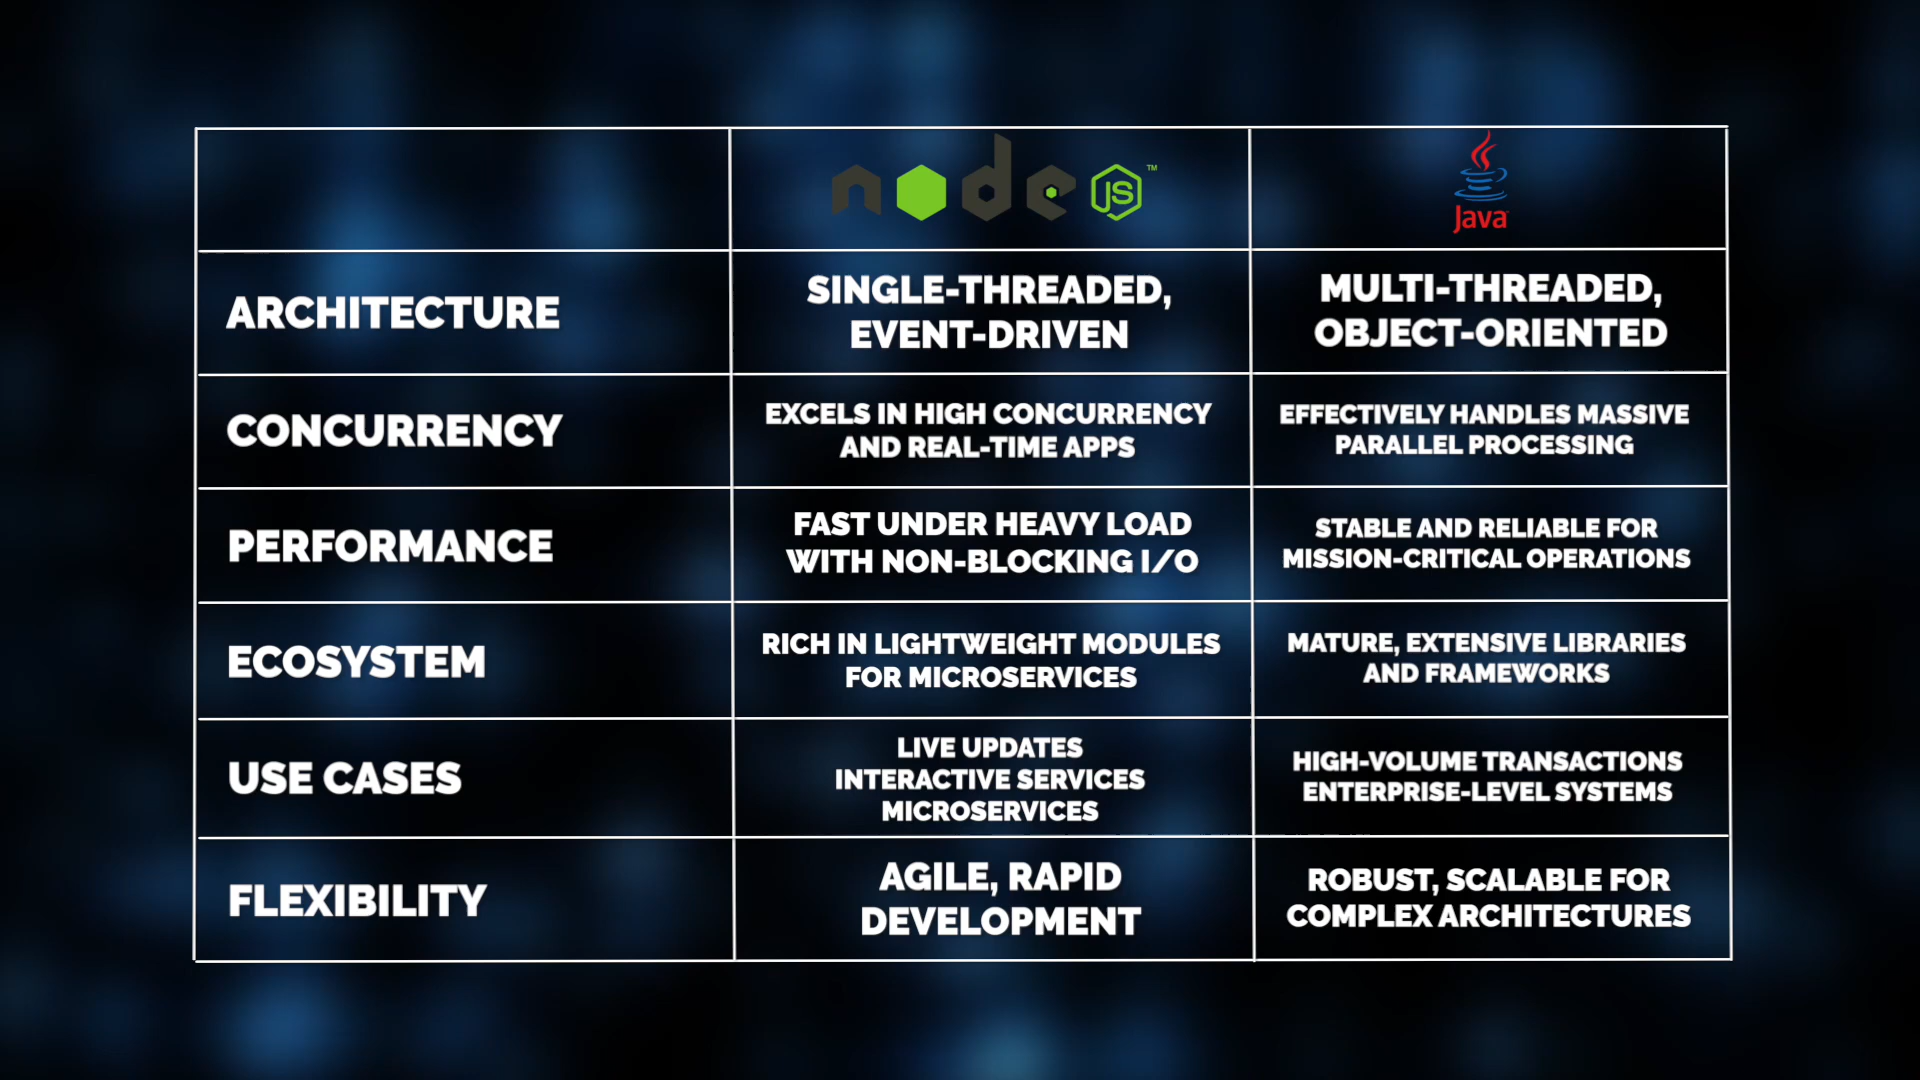 node JS ™
Java
ARCHITECTURE
SINGLE-THREADED,
EVENT-DRIVEN
MULTI-THREADED,
OBJECT-ORIENTED
CONCURRENCY
EXCELS IN HIGH CONCURRENCY
AND REAL-TIME APPS
EFFECTIVELY HANDLES MASSIVE
PARALLEL PROCESSING
PERFORMANCE
FAST UNDER HEAVY LOAD
WITH NON-BLOCKING I/O
STABLE AND RELIABLE FOR
MISSION-CRITICAL OPERATIONS
ECOSYSTEM
RICH IN LIGHTWEIGHT MODULES
FOR MICROSERVICES
MATURE, EXTENSIVE LIBRARIES
AND FRAMEWORKS
USE CASES
LIVE UPDATES
INTERACTIVE SERVICES
MICROSERVICES
HIGH-VOLUME TRANSACTIONS
ENTERPRISE-LEVEL SYSTEMS
FLEXIBILITY
AGILE, RAPID
DEVELOPMENT
ROBUST, SCALABLE FOR
COMPLEX ARCHITECTURES